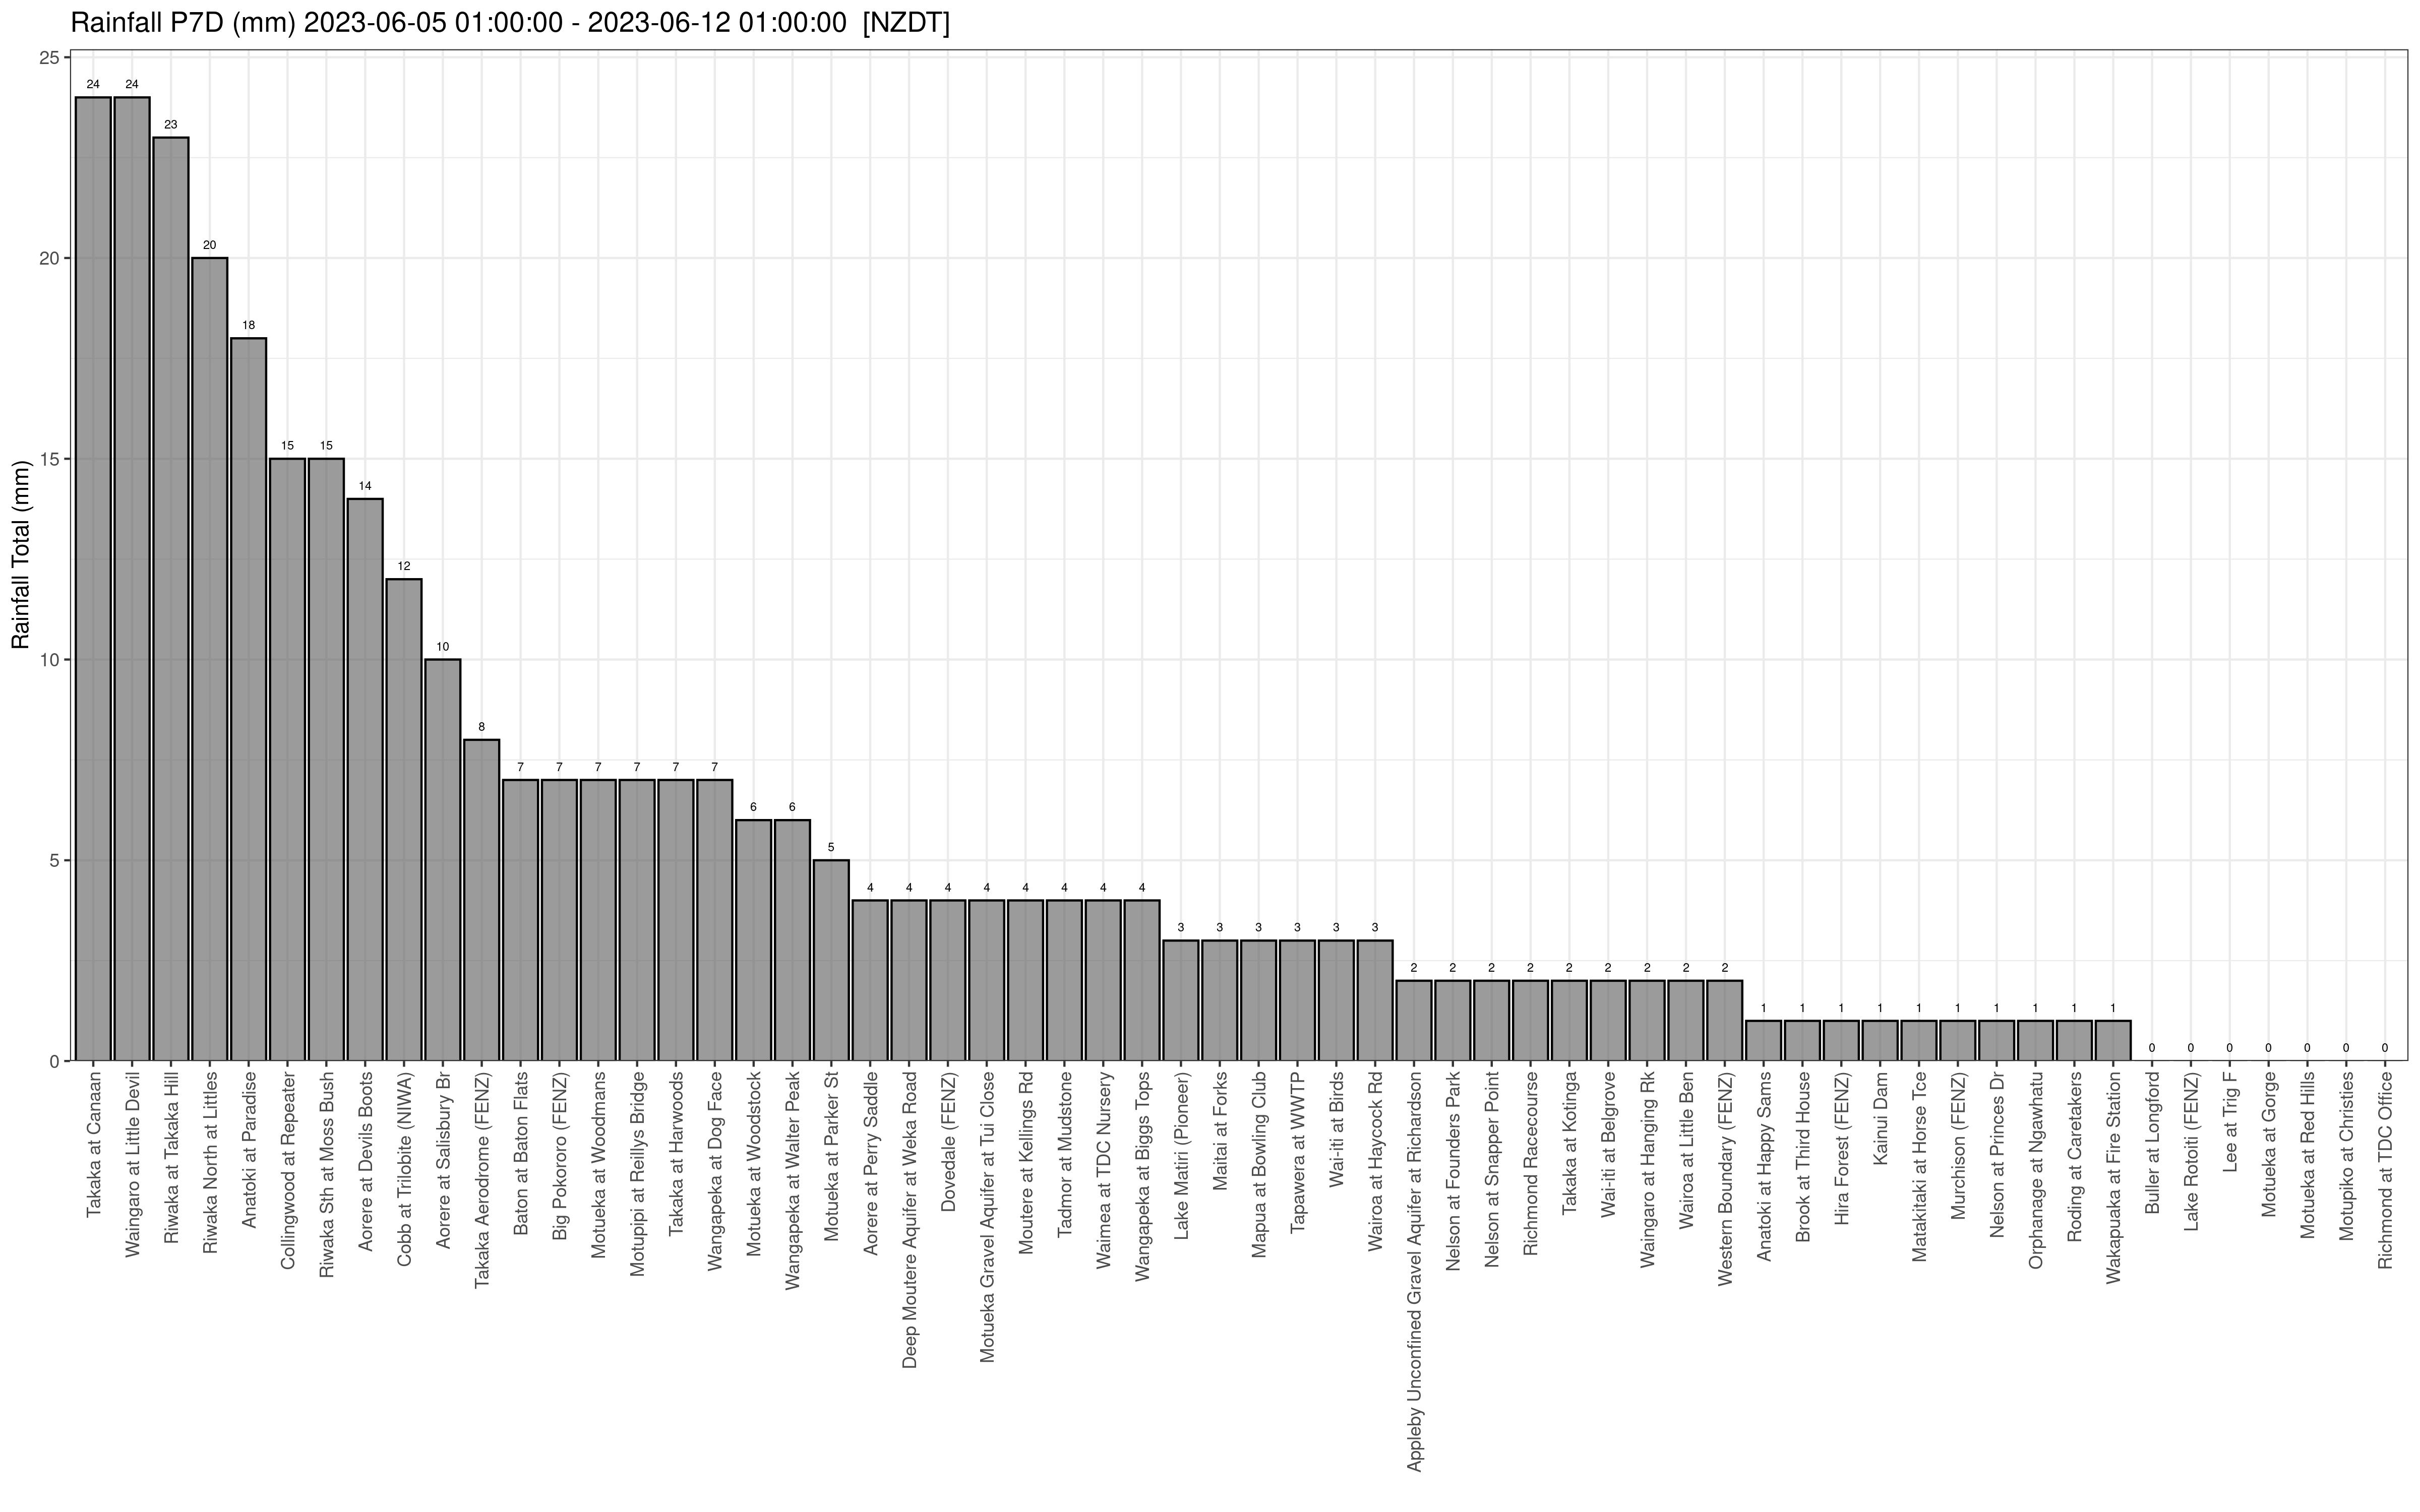 Rainfall P7D (mm) 2023-06-05 01:00:00 - 2023-06-12 01:00:00 [NZDT]
Rainfall Total (mm)
25
20
15
10
5
0
24
24
23
20
18
15
15
14
12
10
8
7
7
7
7
7
7
6
6
5
4
4
4
4
4
4
4
4
3
3
3
3
3
3
2
2
2
2
2
2
2
2
2
1
1
1
1
1
1
1
1
1
1
0
0
0
0
0
0
0
Takaka at Canaan
Waingaro at Little Devil
Riwaka at Takaka Hill
Riwaka North at Littles
Anatoki at Paradise
Collingwood at Repeater
Riwaka Sth at Moss Bush
Aorere at Devils Boots
Cobb at Trilobite (NIWA)
Aorere at Salisbury Br
Takaka Aerodrome (FENZ)
Baton at Baton Flats
Big Pokororo (FENZ)
Motueka at Woodmans
Motupipi at Reillys Bridge
Takaka at Harwoods
Wangapeka at Dog Face
Motueka at Woodstock
Wangapeka at Walter Peak
Motueka at Parker St
Aorere at Perry Saddle
Deep Moutere Aquifer at Weka Road
Dovedale (FENZ)
Motueka Gravel Aquifer at Tui Close
Moutere at Kellings Rd
Tadmor at Mudstone
Waimea at TDC Nursery
Wangapeka at Biggs Tops
Lake Matiri (Pioneer)
Maitai at Forks
Mapua at Bowling Club
Tapawera at WWTP
Wai-iti at Birds
Wairoa at Haycock Rd
Appleby Unconfined Gravel Aquifer at Richardson
Nelson at Founders Park
Nelson at Snapper Point
Richmond Racecourse
Takaka at Kotinga
Wai-iti at Belgrove
Waingaro at Hanging Rk
Wairoa at Little Ben
Western Boundary (FENZ)
Anatoki at Happy Sams
Brook at Third House
Hira Forest (FENZ)
Kainui Dam
Matakitaki at Horse Tce
Murchison (FENZ)
Nelson at Princes Dr
Orphanage at Ngawhatu
Roding at Caretakers
Wakapuaka at Fire Station
Buller at Longford
Lake Rotoiti (FENZ)
Lee at Trig F
Motueka at Gorge
Motueka at Red Hills
Motupiko at Christies
Richmond at TDC Office